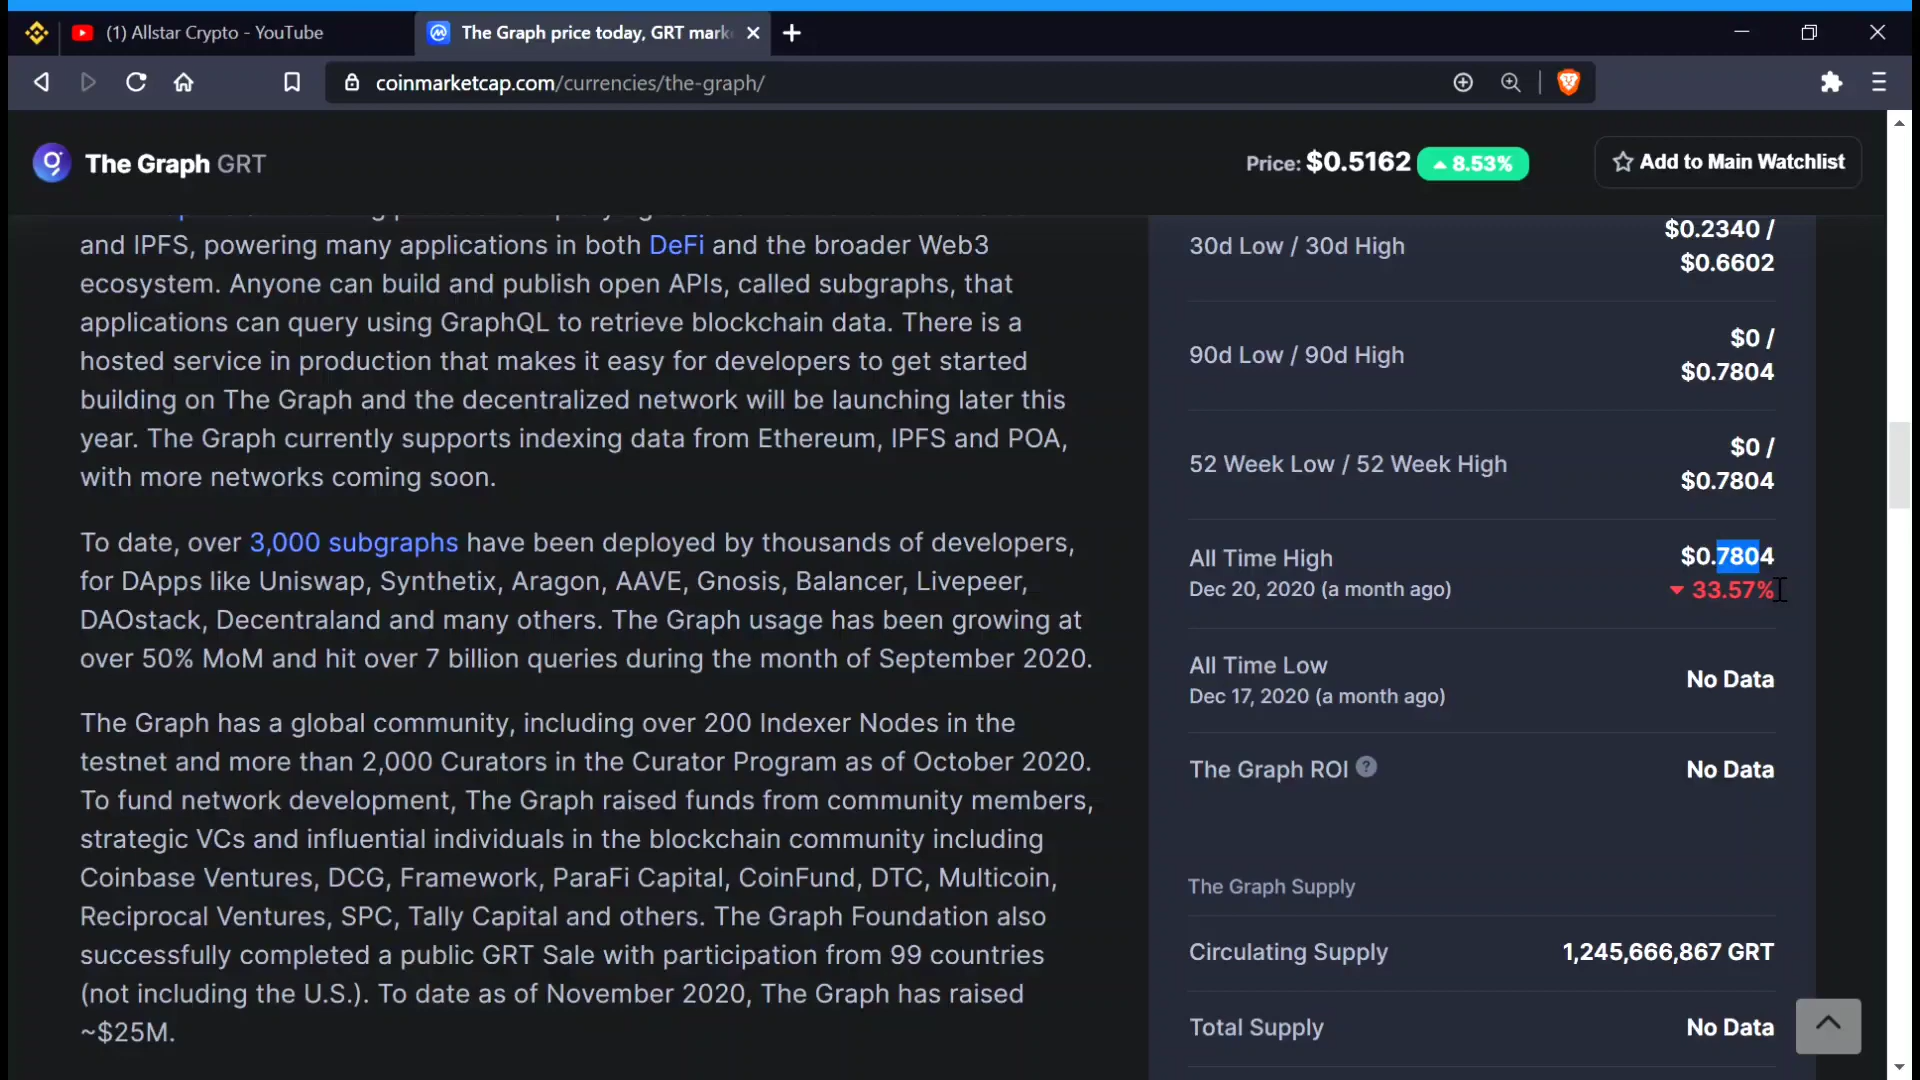 (1) Allstar Crypto - YouTube
The Graph price today, GRT mark
coinmarketcap.com/currencies/the-graph/
The Graph GRT
Price: $0.5162 8.53%
Add to Main Watchlist
and IPFS, powering many applications in both DeFi and the broader Web3
ecosystem. Anyone can build and publish open APIs, called subgraphs, that
applications can query using GraphQL to retrieve blockchain data. There is a
hosted service in production that makes it easy for developers to get started
building on The Graph and the decentralized network will be launching later this
year. The Graph currently supports indexing data from Ethereum, IPFS and POA,
with more networks coming soon.
To date, over 3,000 subgraphs have been deployed by thousands of developers,
for DApps like Uniswap, Synthetix, Aragon, AAVE, Gnosis, Balancer, Livepeer,
DAOstack, Decentraland and many others. The Graph usage has been growing at
over 50% MoM and hit over 7 billion queries during the month of September 2020.
The Graph has a global community, including over 200 Indexer Nodes in the
testnet and more than 2,000 Curators in the Curator Program as of October 2020.
To fund network development, The Graph raised funds from community members,
strategic VCs and influential individuals in the blockchain community including
Coinbase Ventures, DCG, Framework, ParaFi Capital, CoinFund, DTC, Multicoin,
Reciprocal Ventures, SPC, Tally Capital and others. The Graph Foundation also
successfully completed a public GRT Sale with participation from 99 countries
(not including the U.S.). To date as of November 2020, The Graph has raised
~$25M.
30d Low / 30d High
$0.2340 /
$0.6602
90d Low / 90d High
$0 /
$0.7804
52 Week Low / 52 Week High
$0 /
$0.7804
All Time High
$0.7804
Dec 20, 2020 (a month ago)
33.57%
All Time Low
Dec 17, 2020 (a month ago)
No Data
The Graph ROI ?
No Data
The Graph Supply
Circulating Supply
1,245,666,867 GRT
Total Supply
No Data